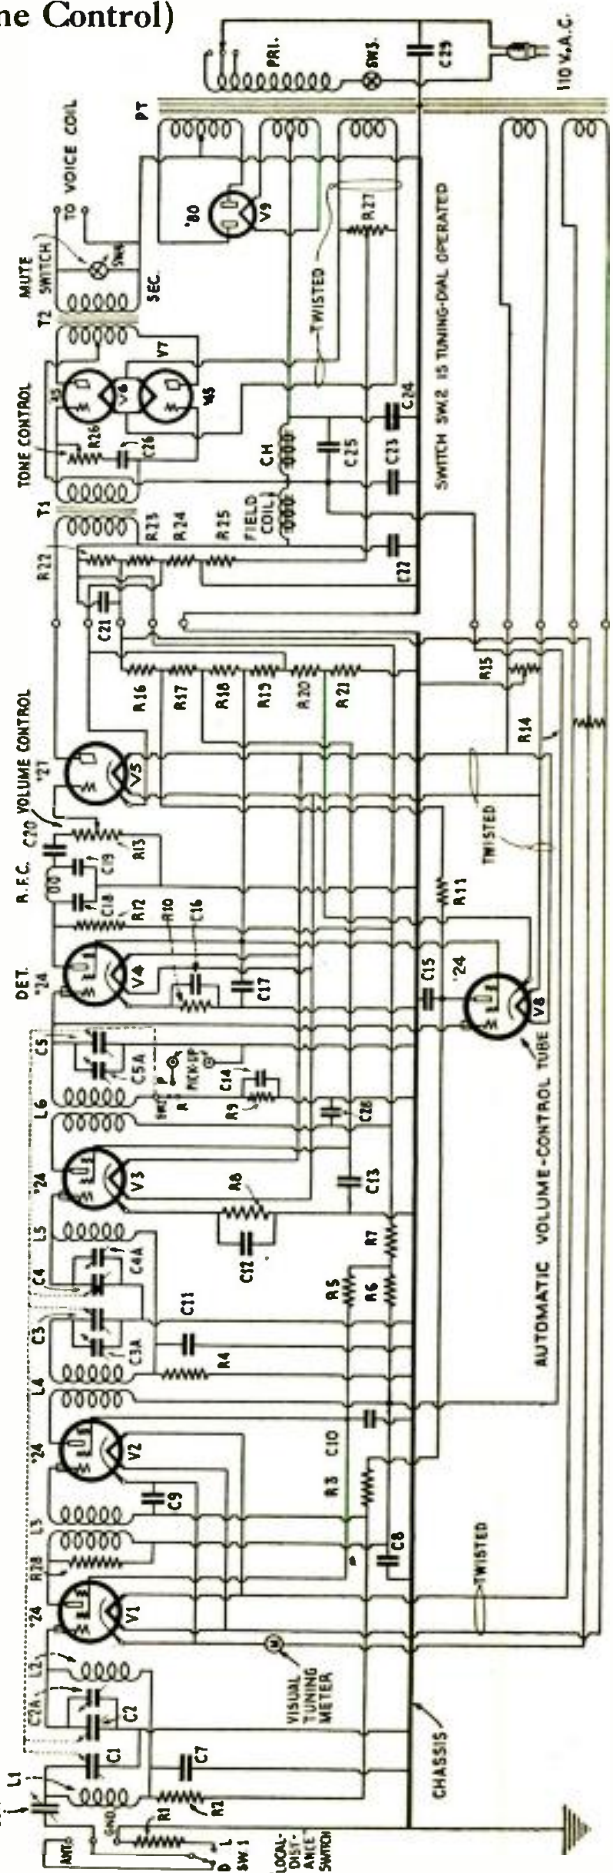 ne Control)
110 V.A.C.
PRI.
SW3.
C29
PT
TO VOICE COIL
MUTE
SWITCH
SW4
SEC.
T2
'80
V9
R27
TWISTED
SWITCH SW.2 IS TUNING-DIAL OPERATED
TONE CONTROL
V6
V7
'45
R26
C26
CH
FIELD
COIL
C25
C24
C23
T1
R22
R23
R24
R25
C22
C21
R16
R17
R18
R19
R20
R21
R15
R14
VOLUME CONTROL
'27
V5
C20
R.F.C.
C19
C18
R13
R12
TWISTED
R11
DET.
'24
V4
R10
C16
C17
C15
'24
V8
AUTOMATIC VOLUME-CONTROL TUBE
C5
C5A
P
PICK-UP
R
C14
R9
C28
L6
'24
V3
R8
C12
C13
R7
L5
C4
C4A
C3
C3A
C11
R5
R6
R4
L4
'24
V2
C10
C9
R3
L3
C8
R28
'24
V1
TWISTED
VISUAL
TUNING
METER
L2
C2A
C2
C1
C7
L1
R2
R1
CHASSIS
ANT.
GND.
D
L
SW.1
LOCAL-
DIST-
ANCE
SWITCH